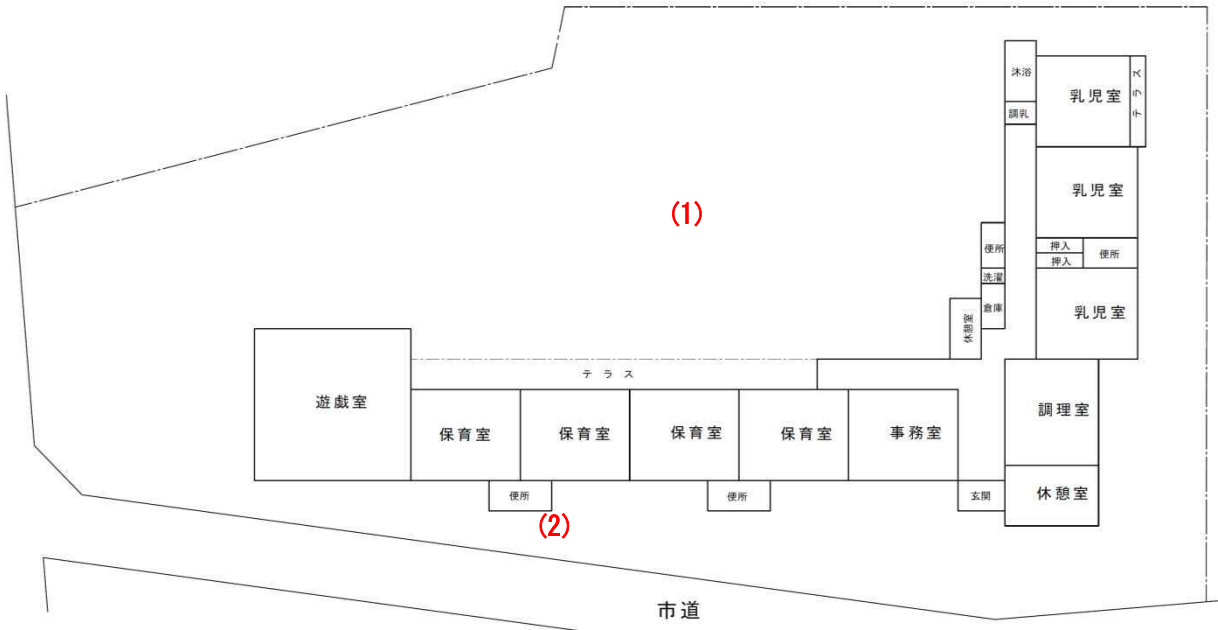 沐浴
乳児室
テラス
調乳
乳児室
(1)
便所
押入
便所
押入
洗濯
倉庫
乳児室
休憩室
テラス
遊戯室
調理室
保育室
保育室
保育室
保育室
事務室
便所
便所
玄関
休憩室
(2)
市道